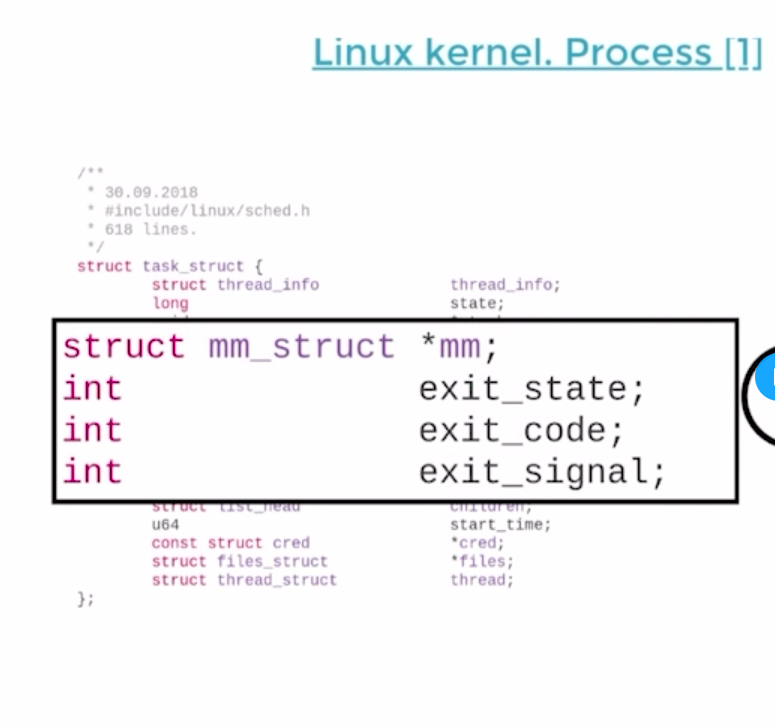 Linux kernel. Process [1]
/**
* 30.09.2018
* #include/linux/sched.h
* 618 lines.
*/
struct task_struct {
struct thread_info thread_info;
long state;
struct mm_struct *mm;
int exit_state;
int exit_code;
int exit_signal;
struct list_head children;
u64 start_time;
const struct cred *cred;
struct files_struct *files;
struct thread_struct thread;
};